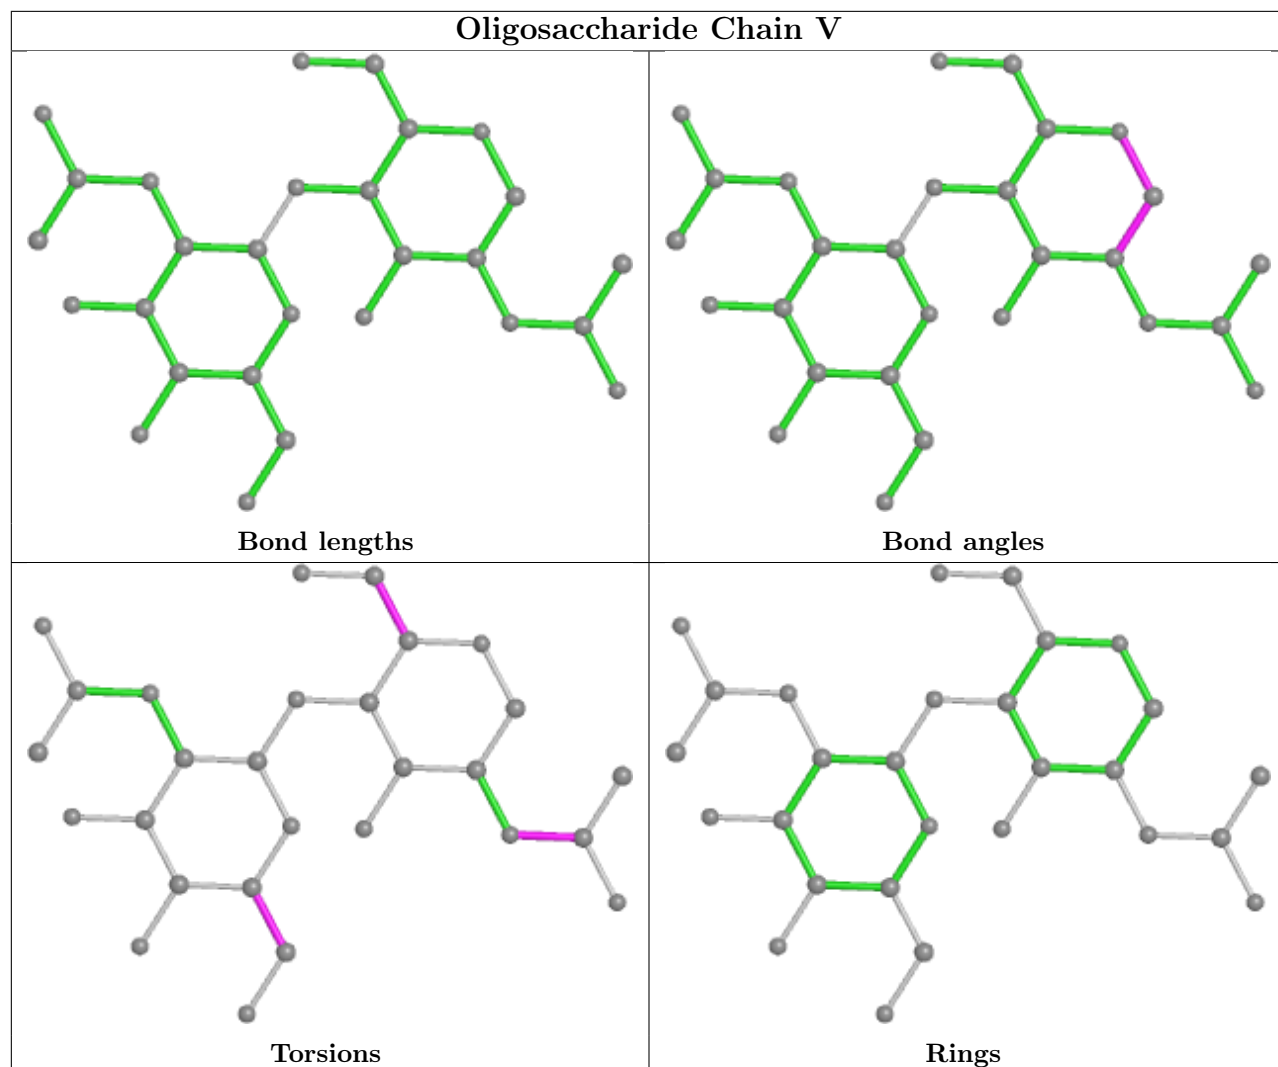 Oligosaccharide Chain V
Bond lengths
Bond angles
Torsions
Rings